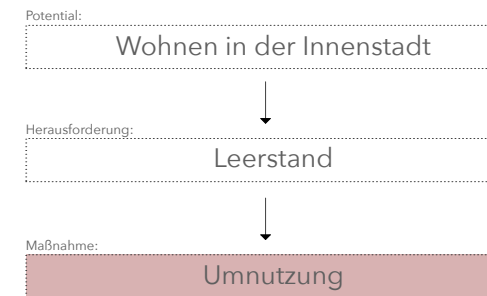 Potential:
Wohnen in der Innenstadt
Herausforderung:
Leerstand
Maßnahme:
Umnutzung